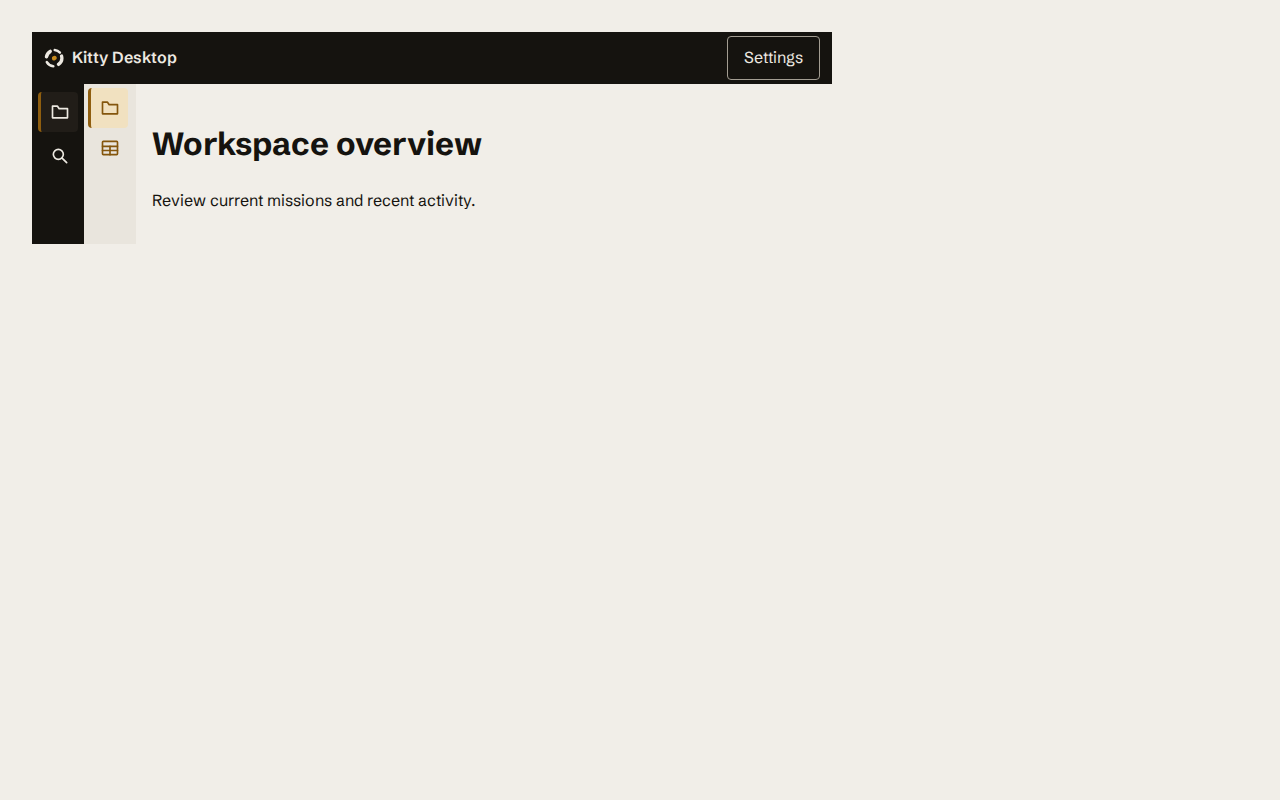 Kitty Desktop
Settings
Workspace overview
Review current missions and recent activity.